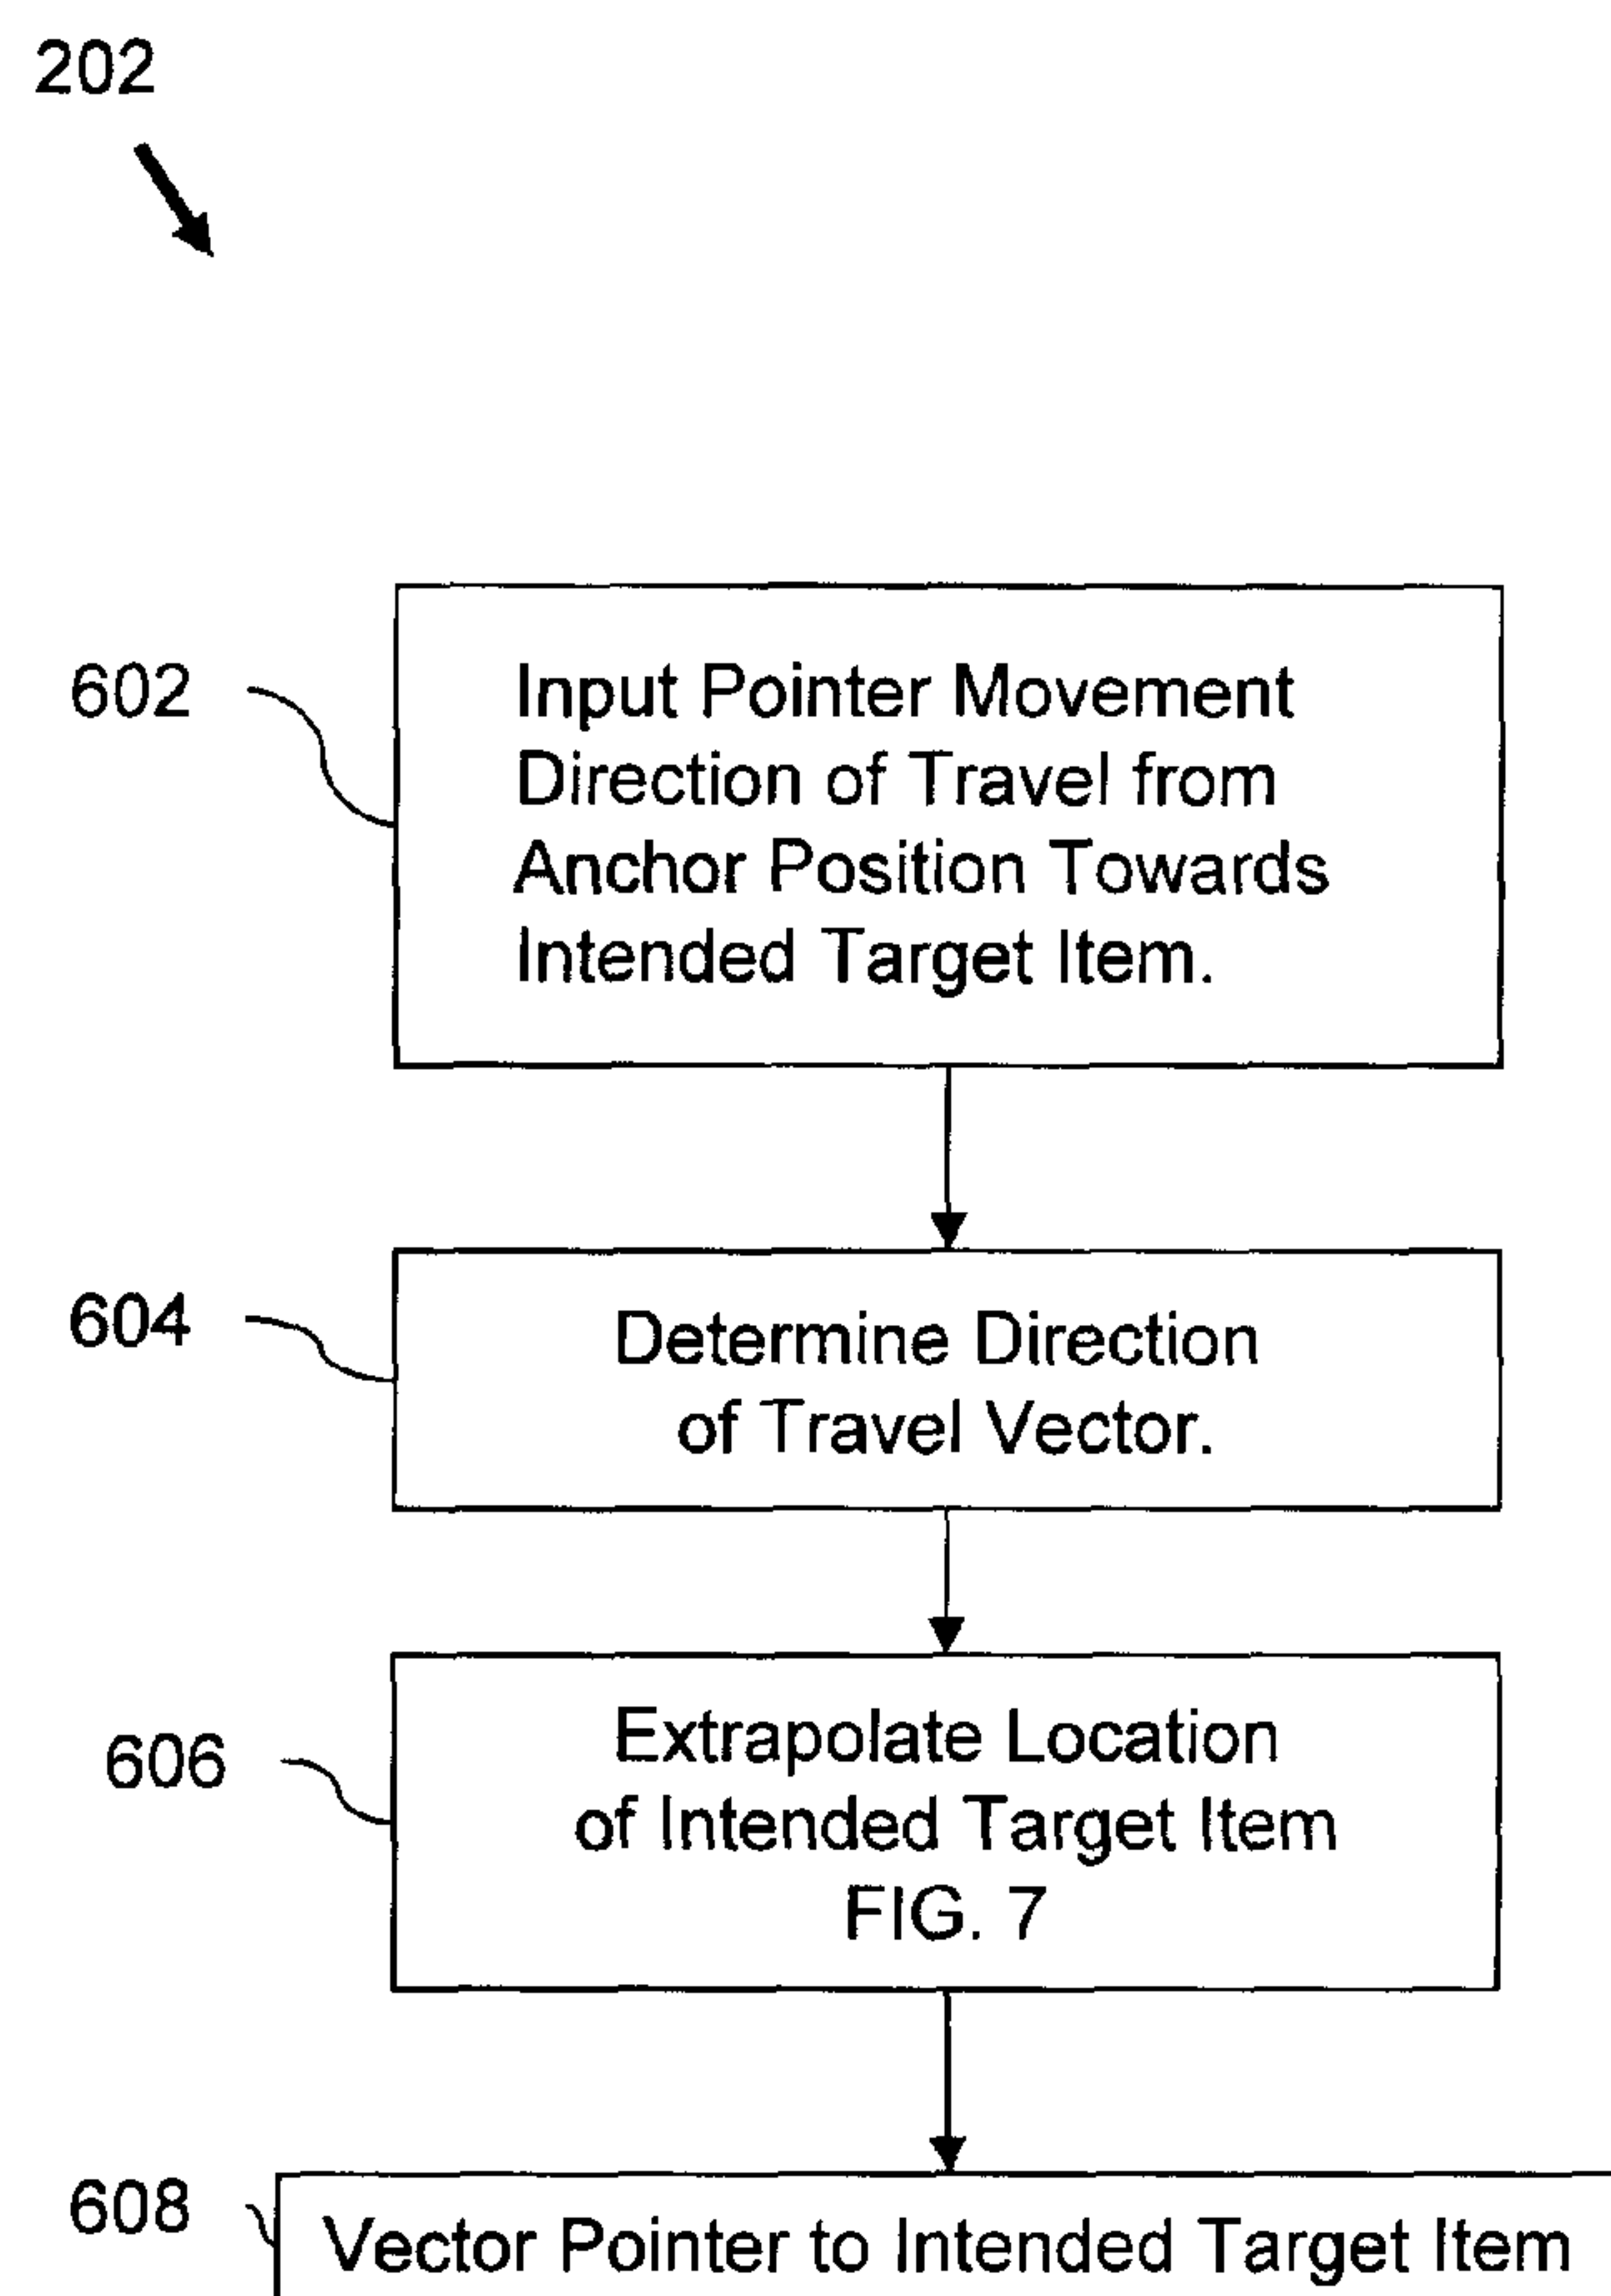 202
602
Input Pointer Movement
Direction of Travel from
Anchor Position Towards
Intended Target Item.
604
Determine Direction
of Travel Vector.
606
Extrapolate Location
of Intended Target Item
FIG. 7
608
Vector Pointer to Intended Target Item